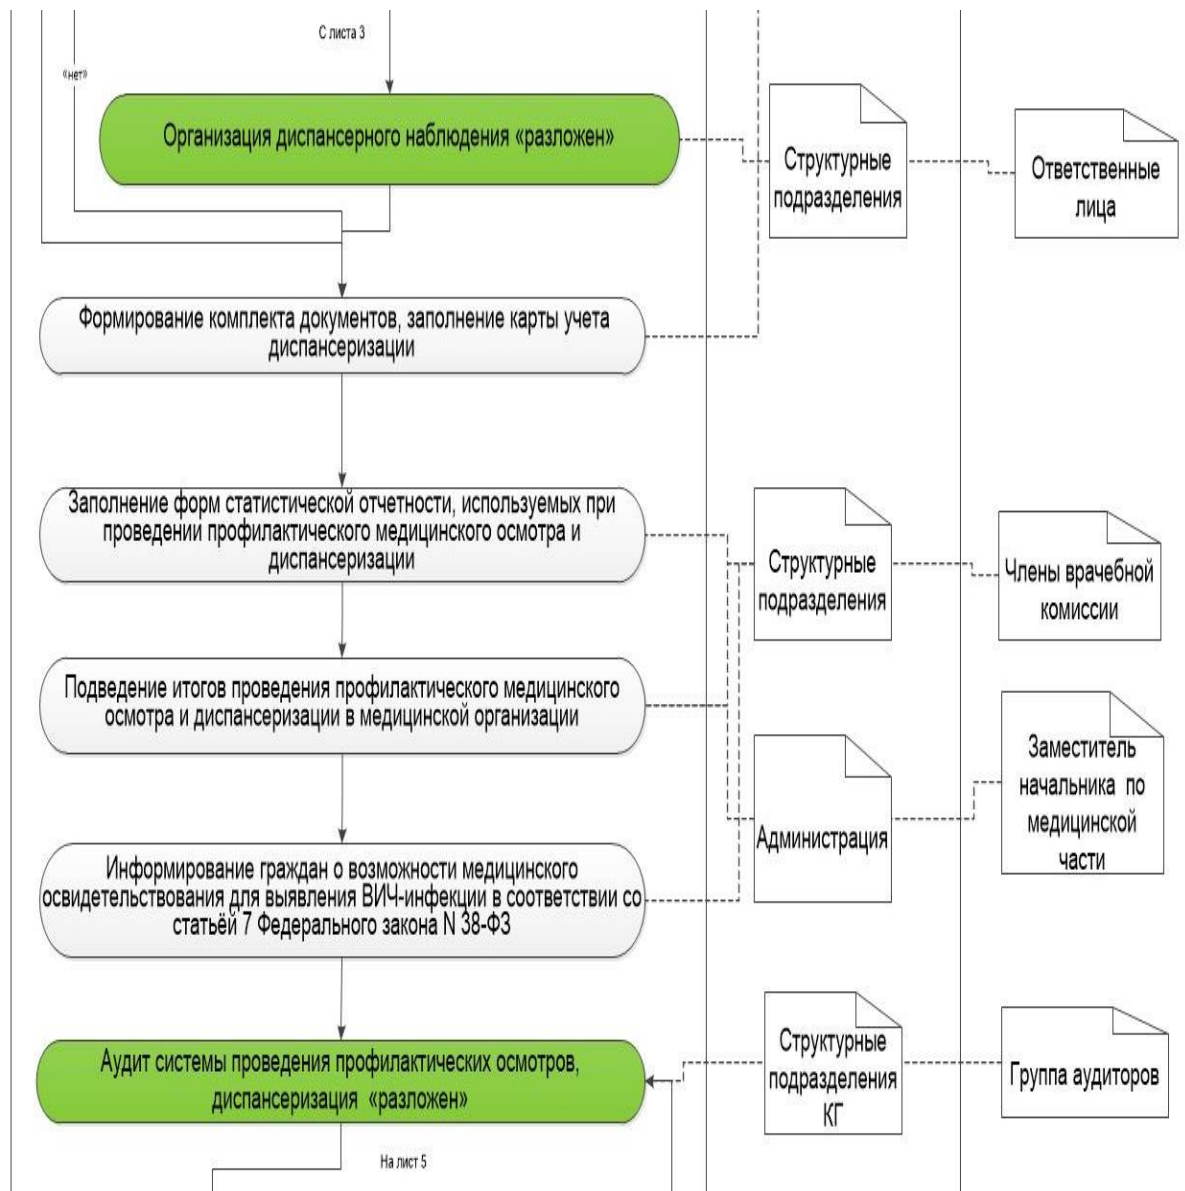 С листа 3
«нет»
Организация диспансерного наблюдения «разложен»
Структурные
подразделения
Ответственные
лица
Формирование комплекта документов, заполнение карты учета
диспансеризации
Заполнение форм статистической отчетности, используемых при
проведении профилактического медицинского осмотра и
диспансеризации
Структурные
подразделения
Члены врачебной
комиссии
Подведение итогов проведения профилактического медицинского
осмотра и диспансеризации в медицинской организации
Администрация
Заместитель
начальника по
медицинской
части
Информирование граждан о возможности медицинского
освидетельствования для выявления ВИЧ-инфекции в соответствии со
статьёй 7 Федерального закона N 38-ФЗ
Аудит системы проведения профилактических осмотров,
диспансеризация «разложен»
Структурные
подразделения
КГ
Группа аудиторов
На лист 5